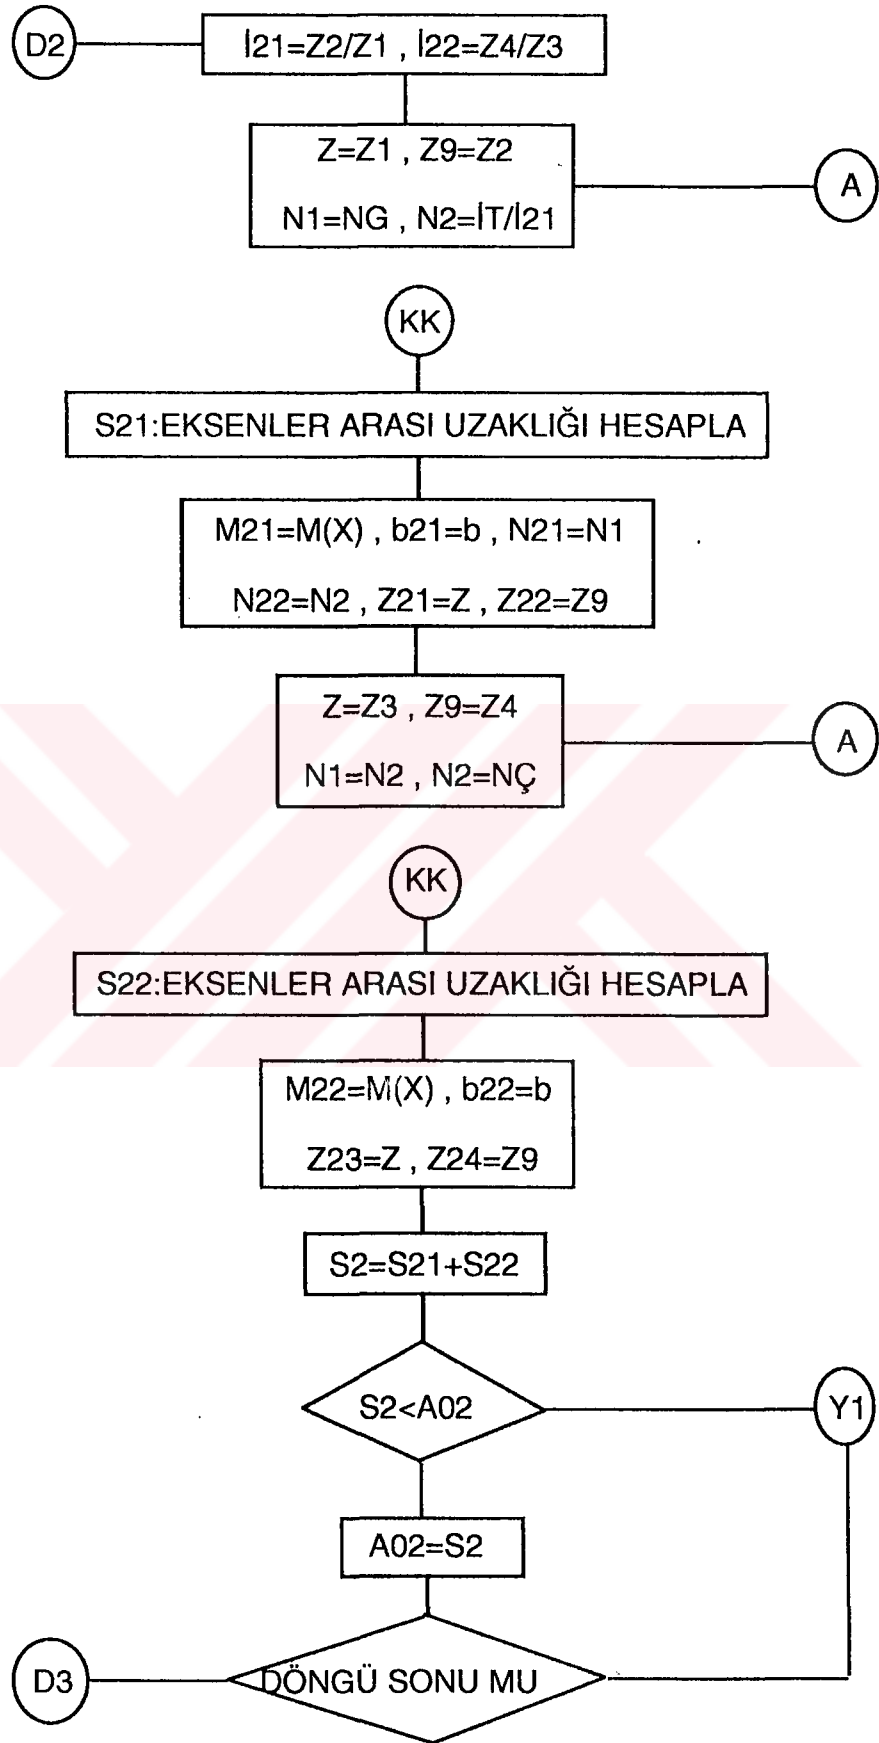 D2
İ21=Z2/Z1 , İ22=Z4/Z3
Z=Z1 , Z9=Z2
N1=NG , N2=İT/İ21
A
KK
S21:EKSENLER ARASI UZAKLIĞI HESAPLA
M21=M(X) , b21=b , N21=N1
N22=N2 , Z21=Z , Z22=Z9
Z=Z3 , Z9=Z4
N1=N2 , N2=NÇ
A
KK
S22:EKSENLER ARASI UZAKLIĞI HESAPLA
M22=M(X) , b22=b
Z23=Z , Z24=Z9
S2=S21+S22
S2<A02
Y1
A02=S2
D3
DÖNGÜ SONU MU